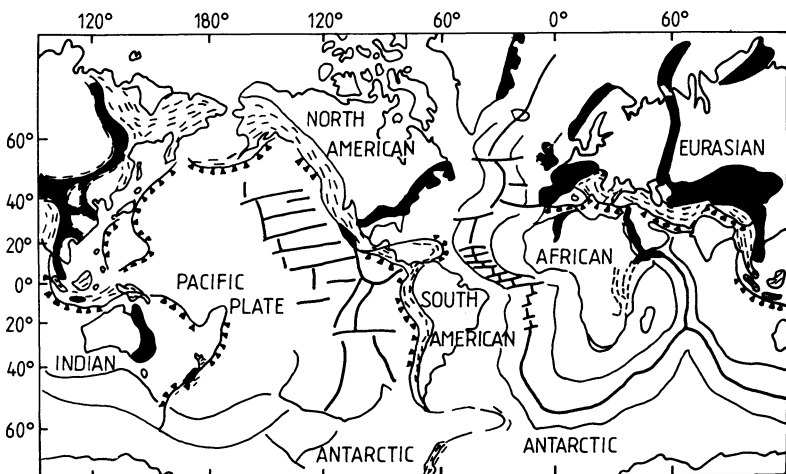 120° 180° 120° 60° 0° 60°
NORTH
AMERICAN
EURASIAN
60°
40°
20°
0°
20°
40°
60°
AFRICAN
PACIFIC
PLATE
SOUTH
AMERICAN
INDIAN
ANTARCTIC
ANTARCTIC